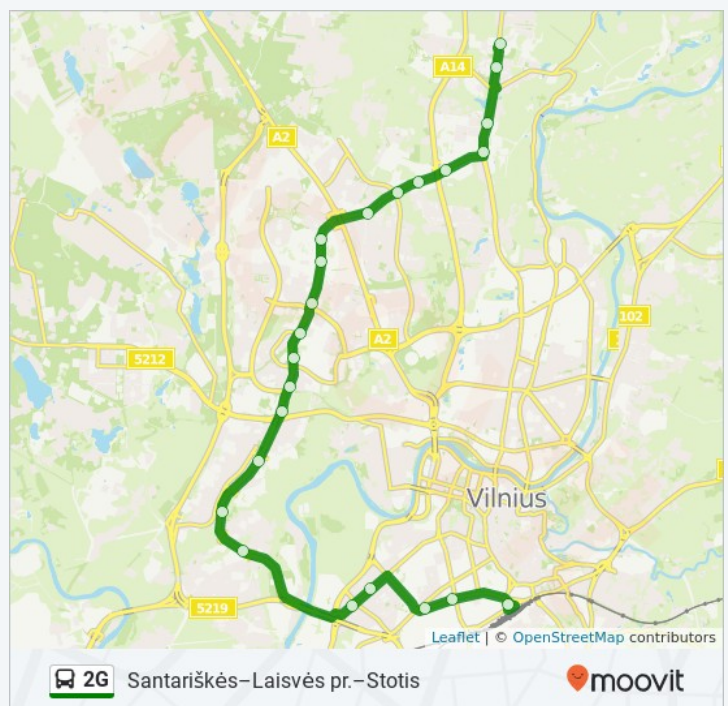 A14
A2
102
A2
5212
Vilnius
5219
Leaflet | © OpenStreetMap contributors
2G Santariškės–Laisvės pr.–Stotis
moovit